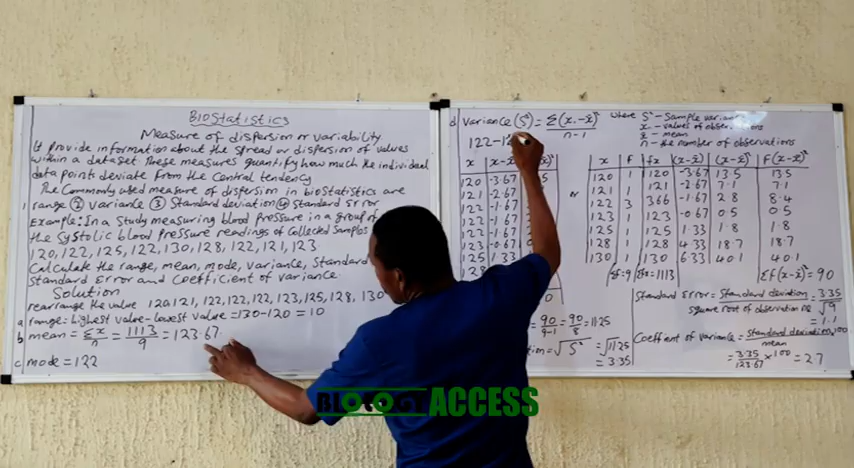 BIOStatistics
Measure of dispersion or variability
It provide information about the spread or dispersion of values
within a dataset These measures quantify how much the individual
data points deviate from the Central tendency
The Commonly used measure of dispersion in bioStatistics are
range ② variance ③ Standard deviation ④ standard error
Example: In a Study measuring blood pressure in a group of
the systolic blood pressure readings of Collected Samples
120, 122, 125, 122, 130, 128, 122, 121, 123
Calculate the range, mean, mode, variance, Standard
Standard Error and Coefficient of variance.
Solution
rearrange the value 120, 121, 122, 122, 122, 123, 125, 128, 130
a range: highest value - lowest value = 130-120 = 10
b mean = Σx/n = 1113/9 = 123.67
c mode = 122
d Variance (S²) = Σ(x-x̄)²/n-1
where S² - Sample variance
x - values of observations
x̄ - mean
n - the number of observations
122-1
x | x-x̄
120 | -3.67
121 | -2.67
122 | -1.67
122 | -1.67
122 | -1.67
123 | -0.67
125 | 1.33
128
or
x | F | fx | (x-x̄) | (x-x̄)² | F(x-x̄)²
120 | 1 | 120 | -3.67 | 13.5 | 13.5
121 | 1 | 121 | -2.67 | 7.1 | 7.1
122 | 3 | 366 | -1.67 | 2.8 | 8.4
123 | 1 | 123 | -0.67 | 0.5 | 0.5
125 | 1 | 125 | 1.33 | 1.8 | 1.8
128 | 1 | 128 | 4.33 | 18.7 | 18.7
130 | 1 | 130 | 6.33 | 40.1 | 40.1
Σf=9 Σfx=1113 Σf(x-x̄)²=90
= 90/9-1 = 90/8 = 11.25
= √S² = √11.25
= 3.35
Standard Error = Standard deviation/square root of observation = 3.35/√9
= 1.1
Coefficient of variance = standard deviation/mean × 100
= 3.35/123.67 × 100 = 2.7
BIOLOGY ACCESS